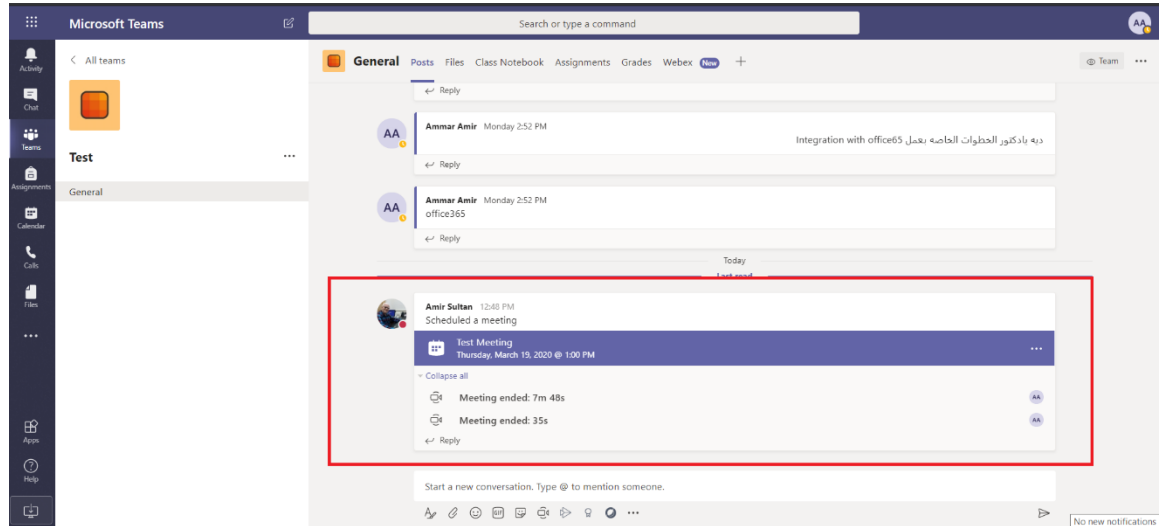 Microsoft Teams
Search or type a command
AA
Activity
Chat
Teams
Assignments
Calendar
Calls
Files
Apps
Help
All teams
Test
General
General Posts Files Class Notebook Assignments Grades Webex New
Team
Reply
AA
Ammar Amir Monday 2:52 PM
ديه يادكتور الخطوات الخاصه بعمل Integration with office65
Reply
AA
Ammar Amir Monday 2:52 PM
office365
Reply
Today
Last read
Amir Sultan 12:48 PM
Scheduled a meeting
Test Meeting
Thursday, March 19, 2020 @ 1:00 PM
Collapse all
Meeting ended: 7m 48s AA
Meeting ended: 35s AA
Reply
Start a new conversation. Type @ to mention someone.
GIF
No new notifications